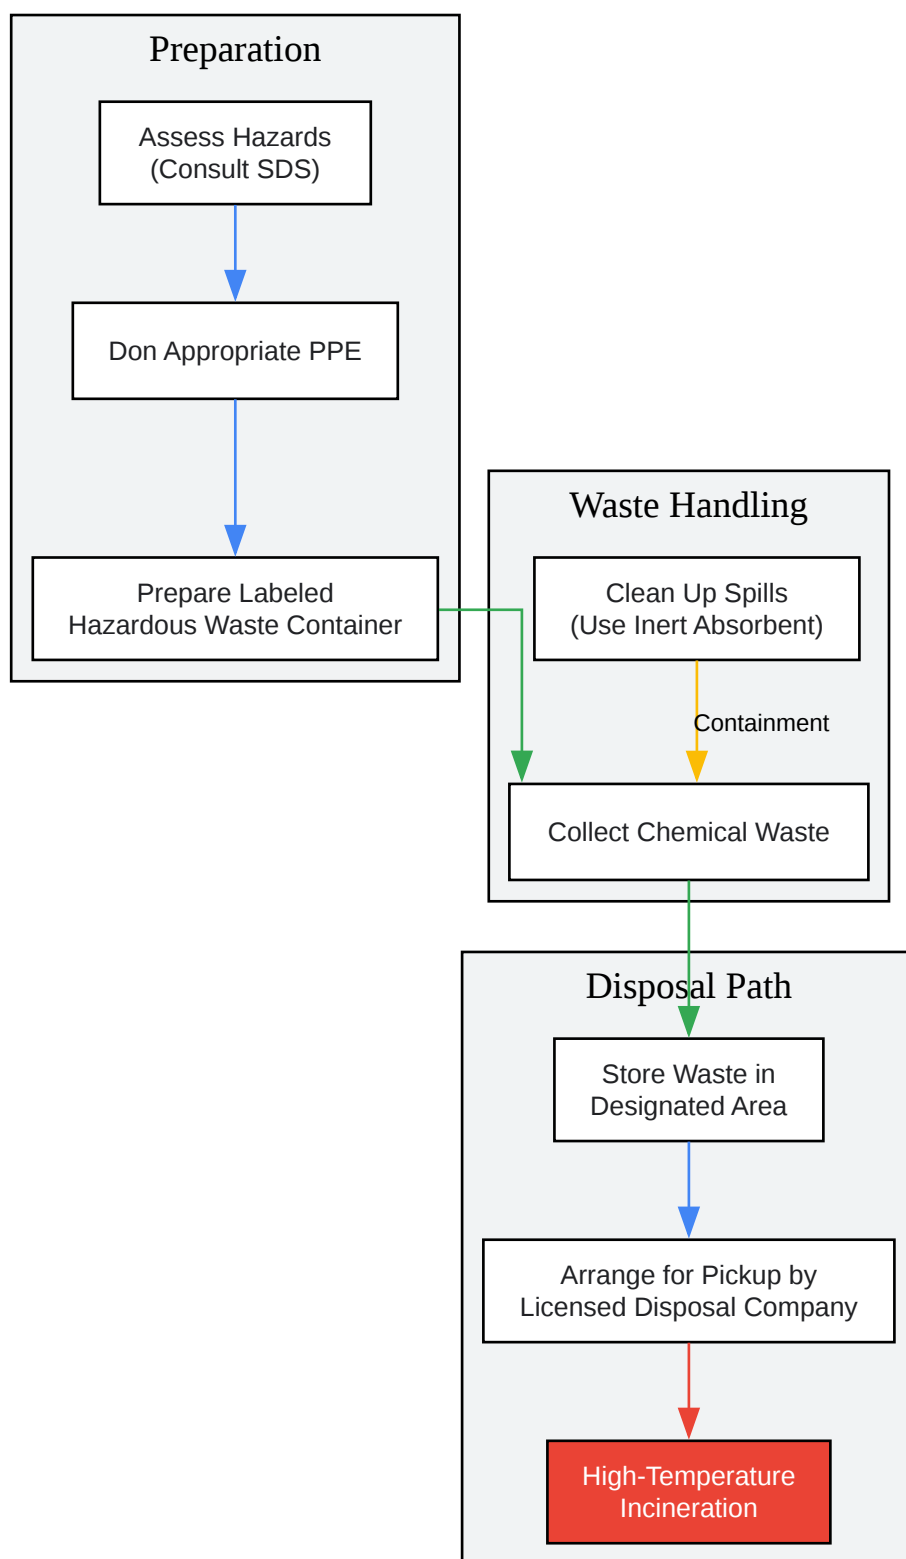 Preparation
Assess Hazards
(Consult SDS)
Don Appropriate PPE
Prepare Labeled
Hazardous Waste Container
Waste Handling
Clean Up Spills
(Use Inert Absorbent)
Containment
Collect Chemical Waste
Disposal Path
Store Waste in
Designated Area
Arrange for Pickup by
Licensed Disposal Company
High-Temperature
Incineration